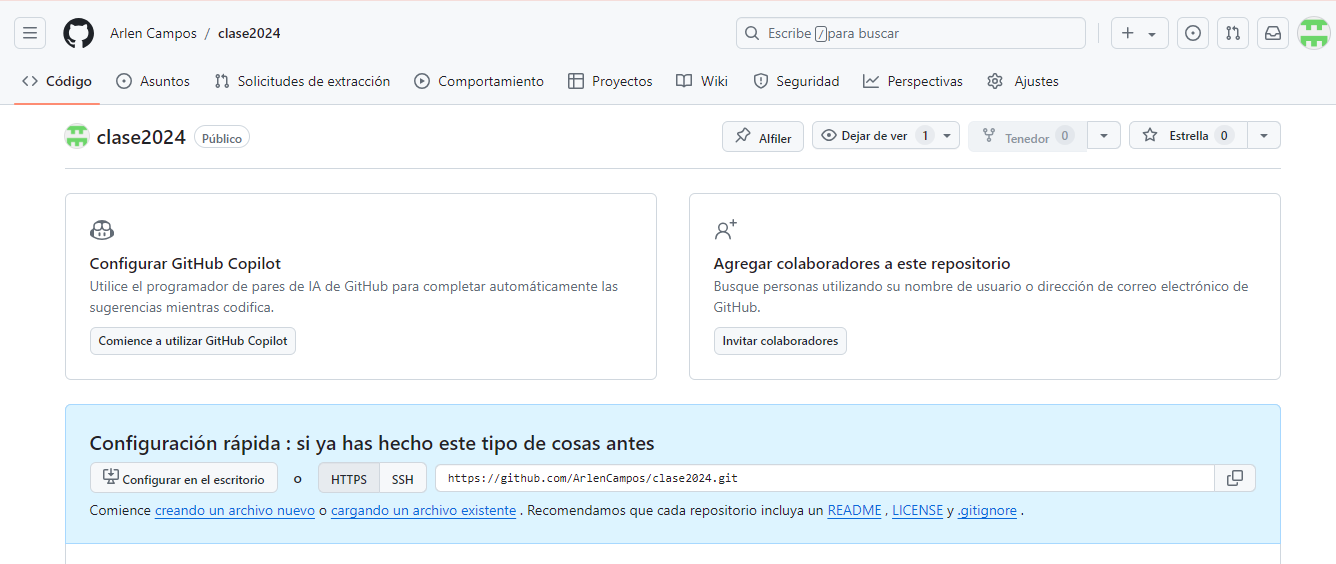 Arlen Campos / clase2024
Escribe / para buscar
Código Asuntos Solicitudes de extracción Comportamiento Proyectos Wiki Seguridad Perspectivas Ajustes
clase2024 Público
Alfiler Dejar de ver 1 Tenedor 0 Estrella 0
Configurar GitHub Copilot
Utilice el programador de pares de IA de GitHub para completar automáticamente las
sugerencias mientras codifica.
Comience a utilizar GitHub Copilot
Agregar colaboradores a este repositorio
Busque personas utilizando su nombre de usuario o dirección de correo electrónico de
GitHub.
Invitar colaboradores
Configuración rápida : si ya has hecho este tipo de cosas antes
Configurar en el escritorio o HTTPS SSH https://github.com/ArlenCampos/clase2024.git
Comience creando un archivo nuevo o cargando un archivo existente . Recomendamos que cada repositorio incluya un README , LICENSE y .gitignore .